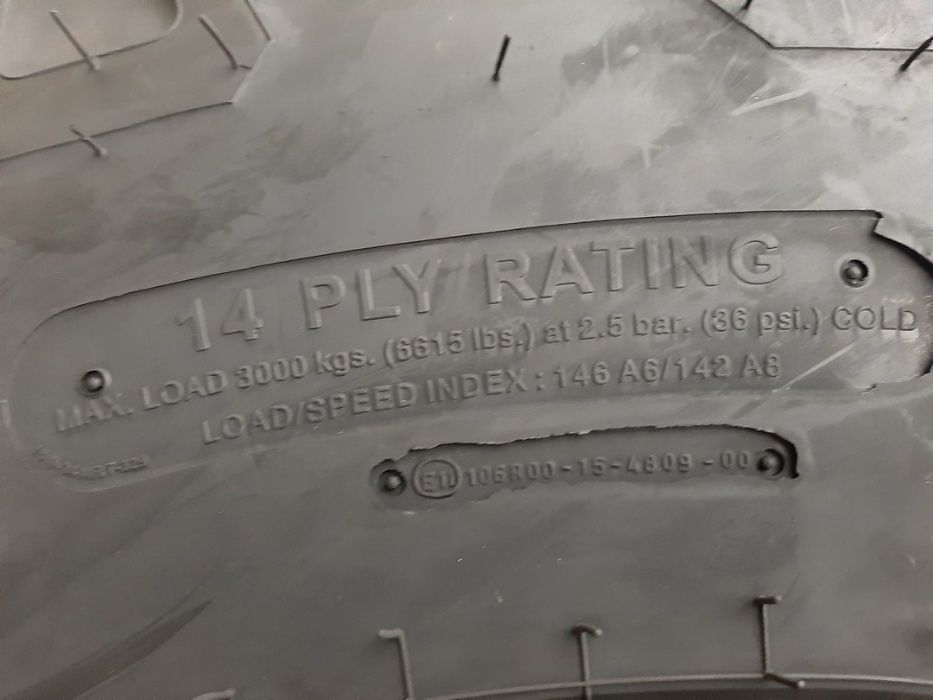 14 PLY RATING
MAX. LOAD 3000 kgs. (6615 lbs.) at 2.5 bar. (36 psi.) COLD
LOAD/SPEED INDEX : 146 A6/142 A8
106R00-15-4809-00